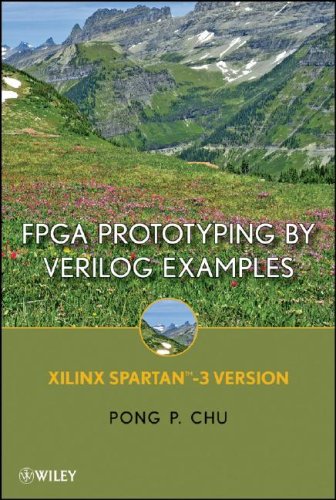 FPGA PROTOTYPING BY
VERILOG EXAMPLES
XILINX SPARTAN™-3 VERSION
PONG P. CHU
WILEY